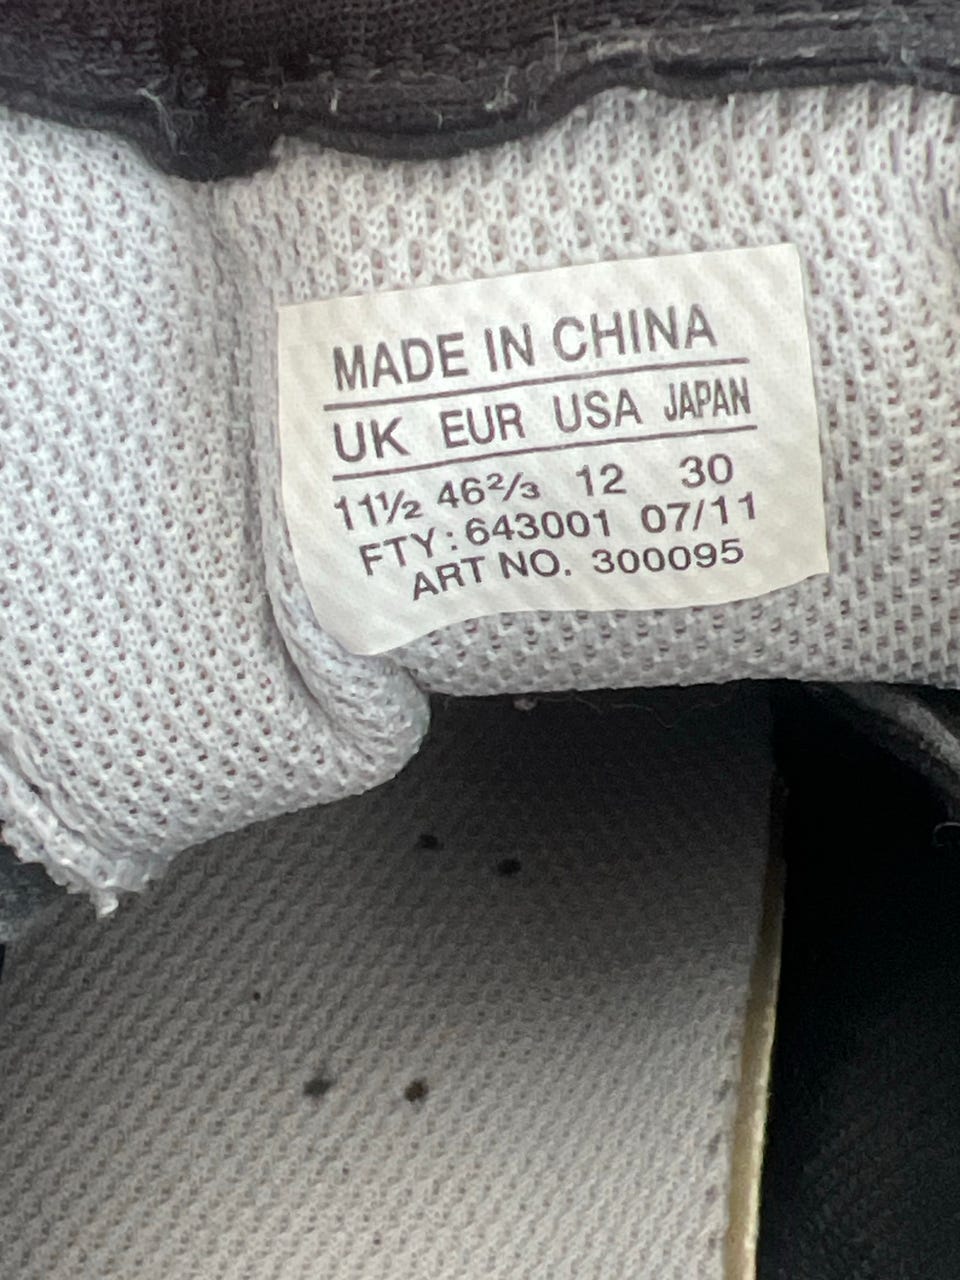 MADE IN CHINA
UK EUR USA JAPAN
11½ 46⅔ 12 30
FTY: 643001 07/11
ART NO. 300095